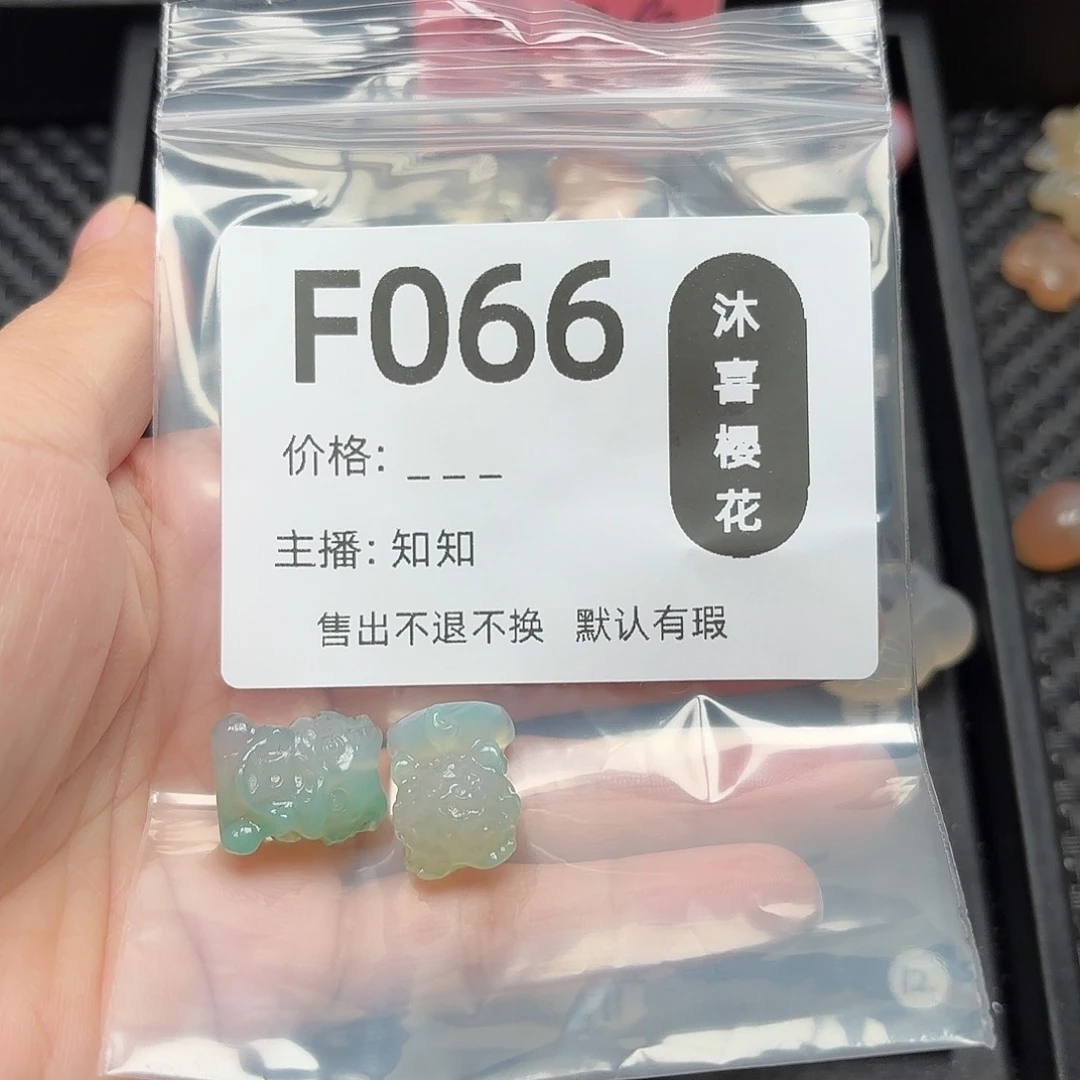 F066
沐喜樱花
价格: _ _ _
主播: 知知
售出不退不换 默认有瑕
12